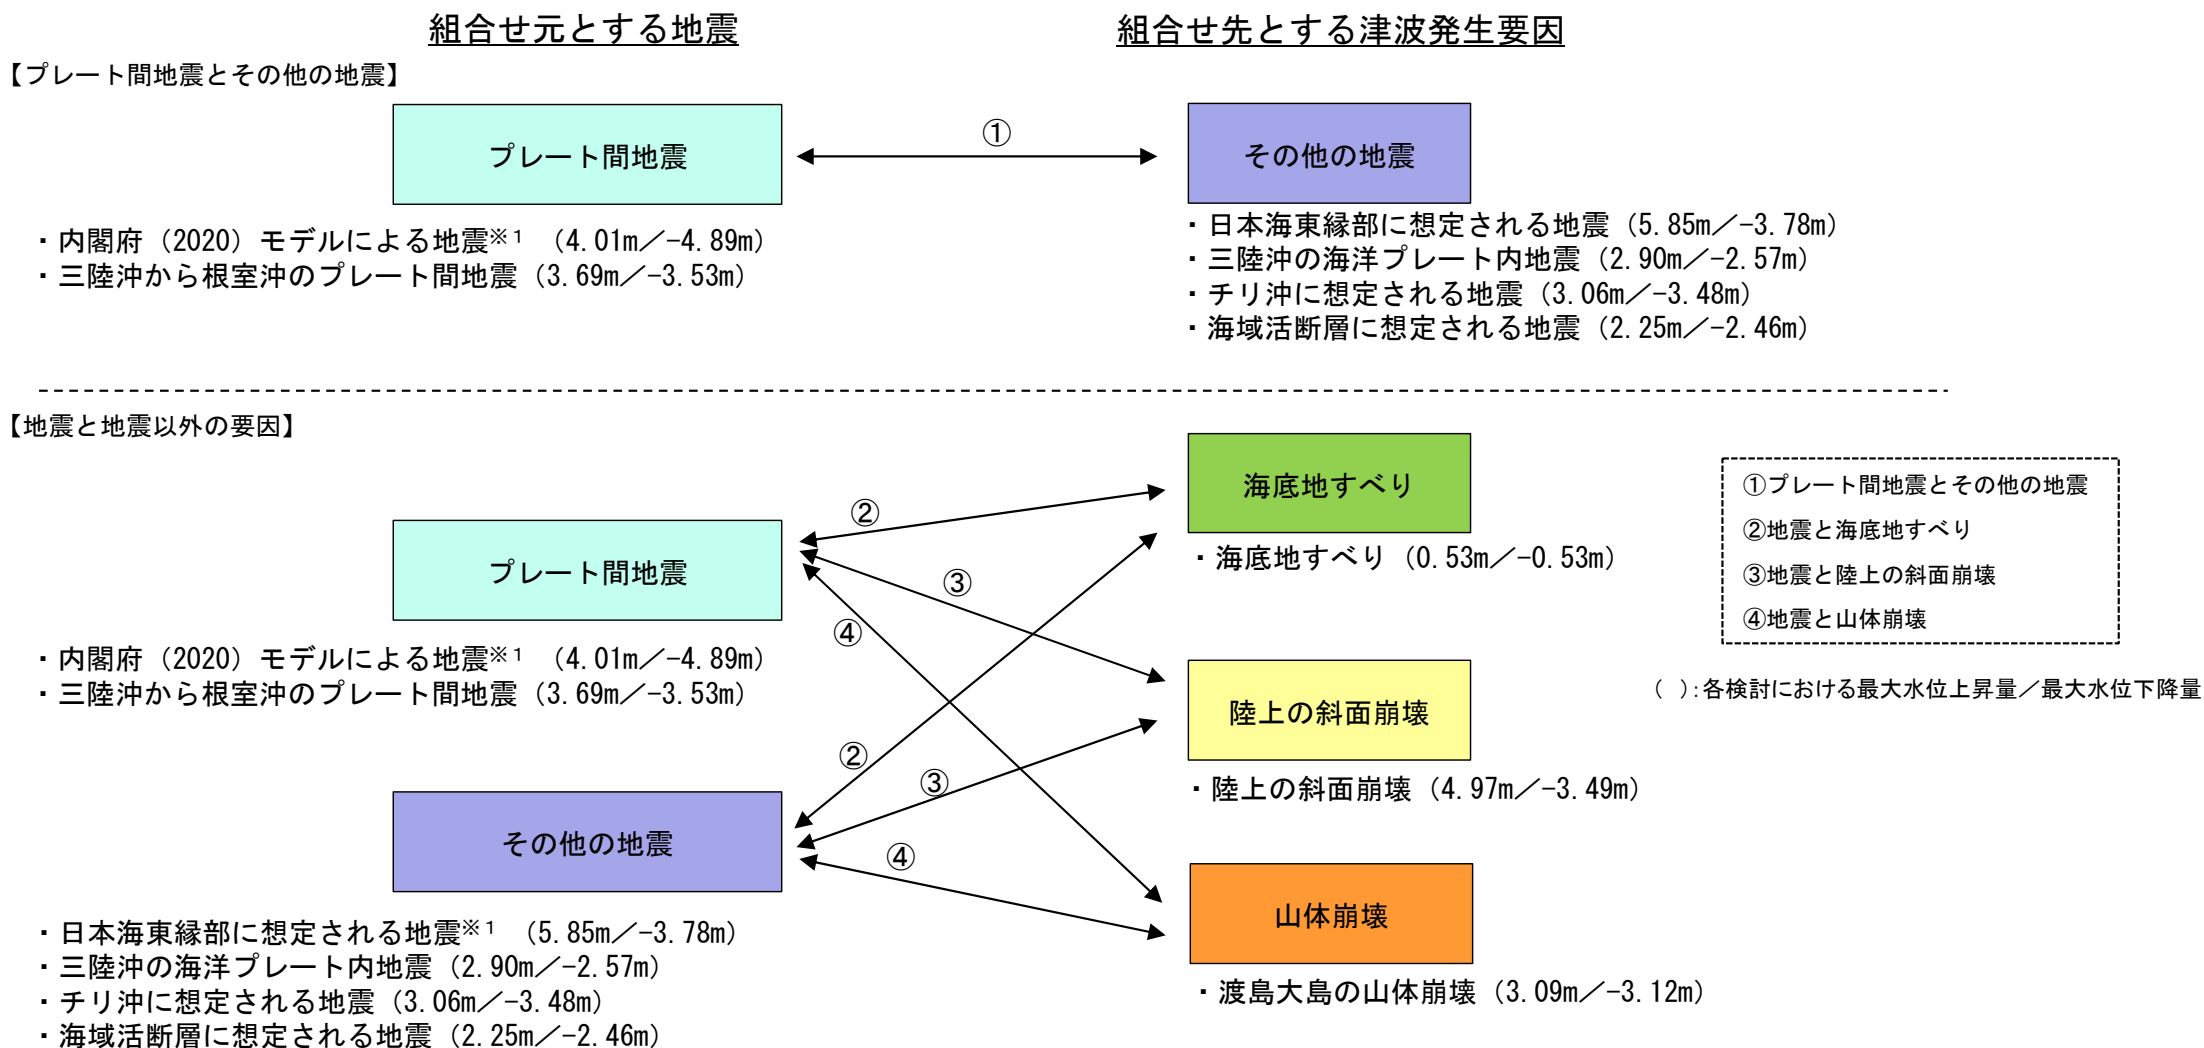 組合せ元とする地震
組合せ先とする津波発生要因
【プレート間地震とその他の地震】
プレート間地震
①
その他の地震
・内閣府（2020）モデルによる地震※1 （4.01m／-4.89m）
・三陸沖から根室沖のプレート間地震（3.69m／-3.53m）
・日本海東縁部に想定される地震（5.85m／-3.78m）
・三陸沖の海洋プレート内地震（2.90m／-2.57m）
・チリ沖に想定される地震（3.06m／-3.48m）
・海域活断層に想定される地震（2.25m／-2.46m）
【地震と地震以外の要因】
プレート間地震
・内閣府（2020）モデルによる地震※1 （4.01m／-4.89m）
・三陸沖から根室沖のプレート間地震（3.69m／-3.53m）
その他の地震
・日本海東縁部に想定される地震※1 （5.85m／-3.78m）
・三陸沖の海洋プレート内地震（2.90m／-2.57m）
・チリ沖に想定される地震（3.06m／-3.48m）
・海域活断層に想定される地震（2.25m／-2.46m）
②
③
④
②
③
④
海底地すべり
・海底地すべり（0.53m／-0.53m）
陸上の斜面崩壊
・陸上の斜面崩壊（4.97m／-3.49m）
山体崩壊
・渡島大島の山体崩壊（3.09m／-3.12m）
①プレート間地震とその他の地震
②地震と海底地すべり
③地震と陸上の斜面崩壊
④地震と山体崩壊
（ ）：各検討における最大水位上昇量／最大水位下降量